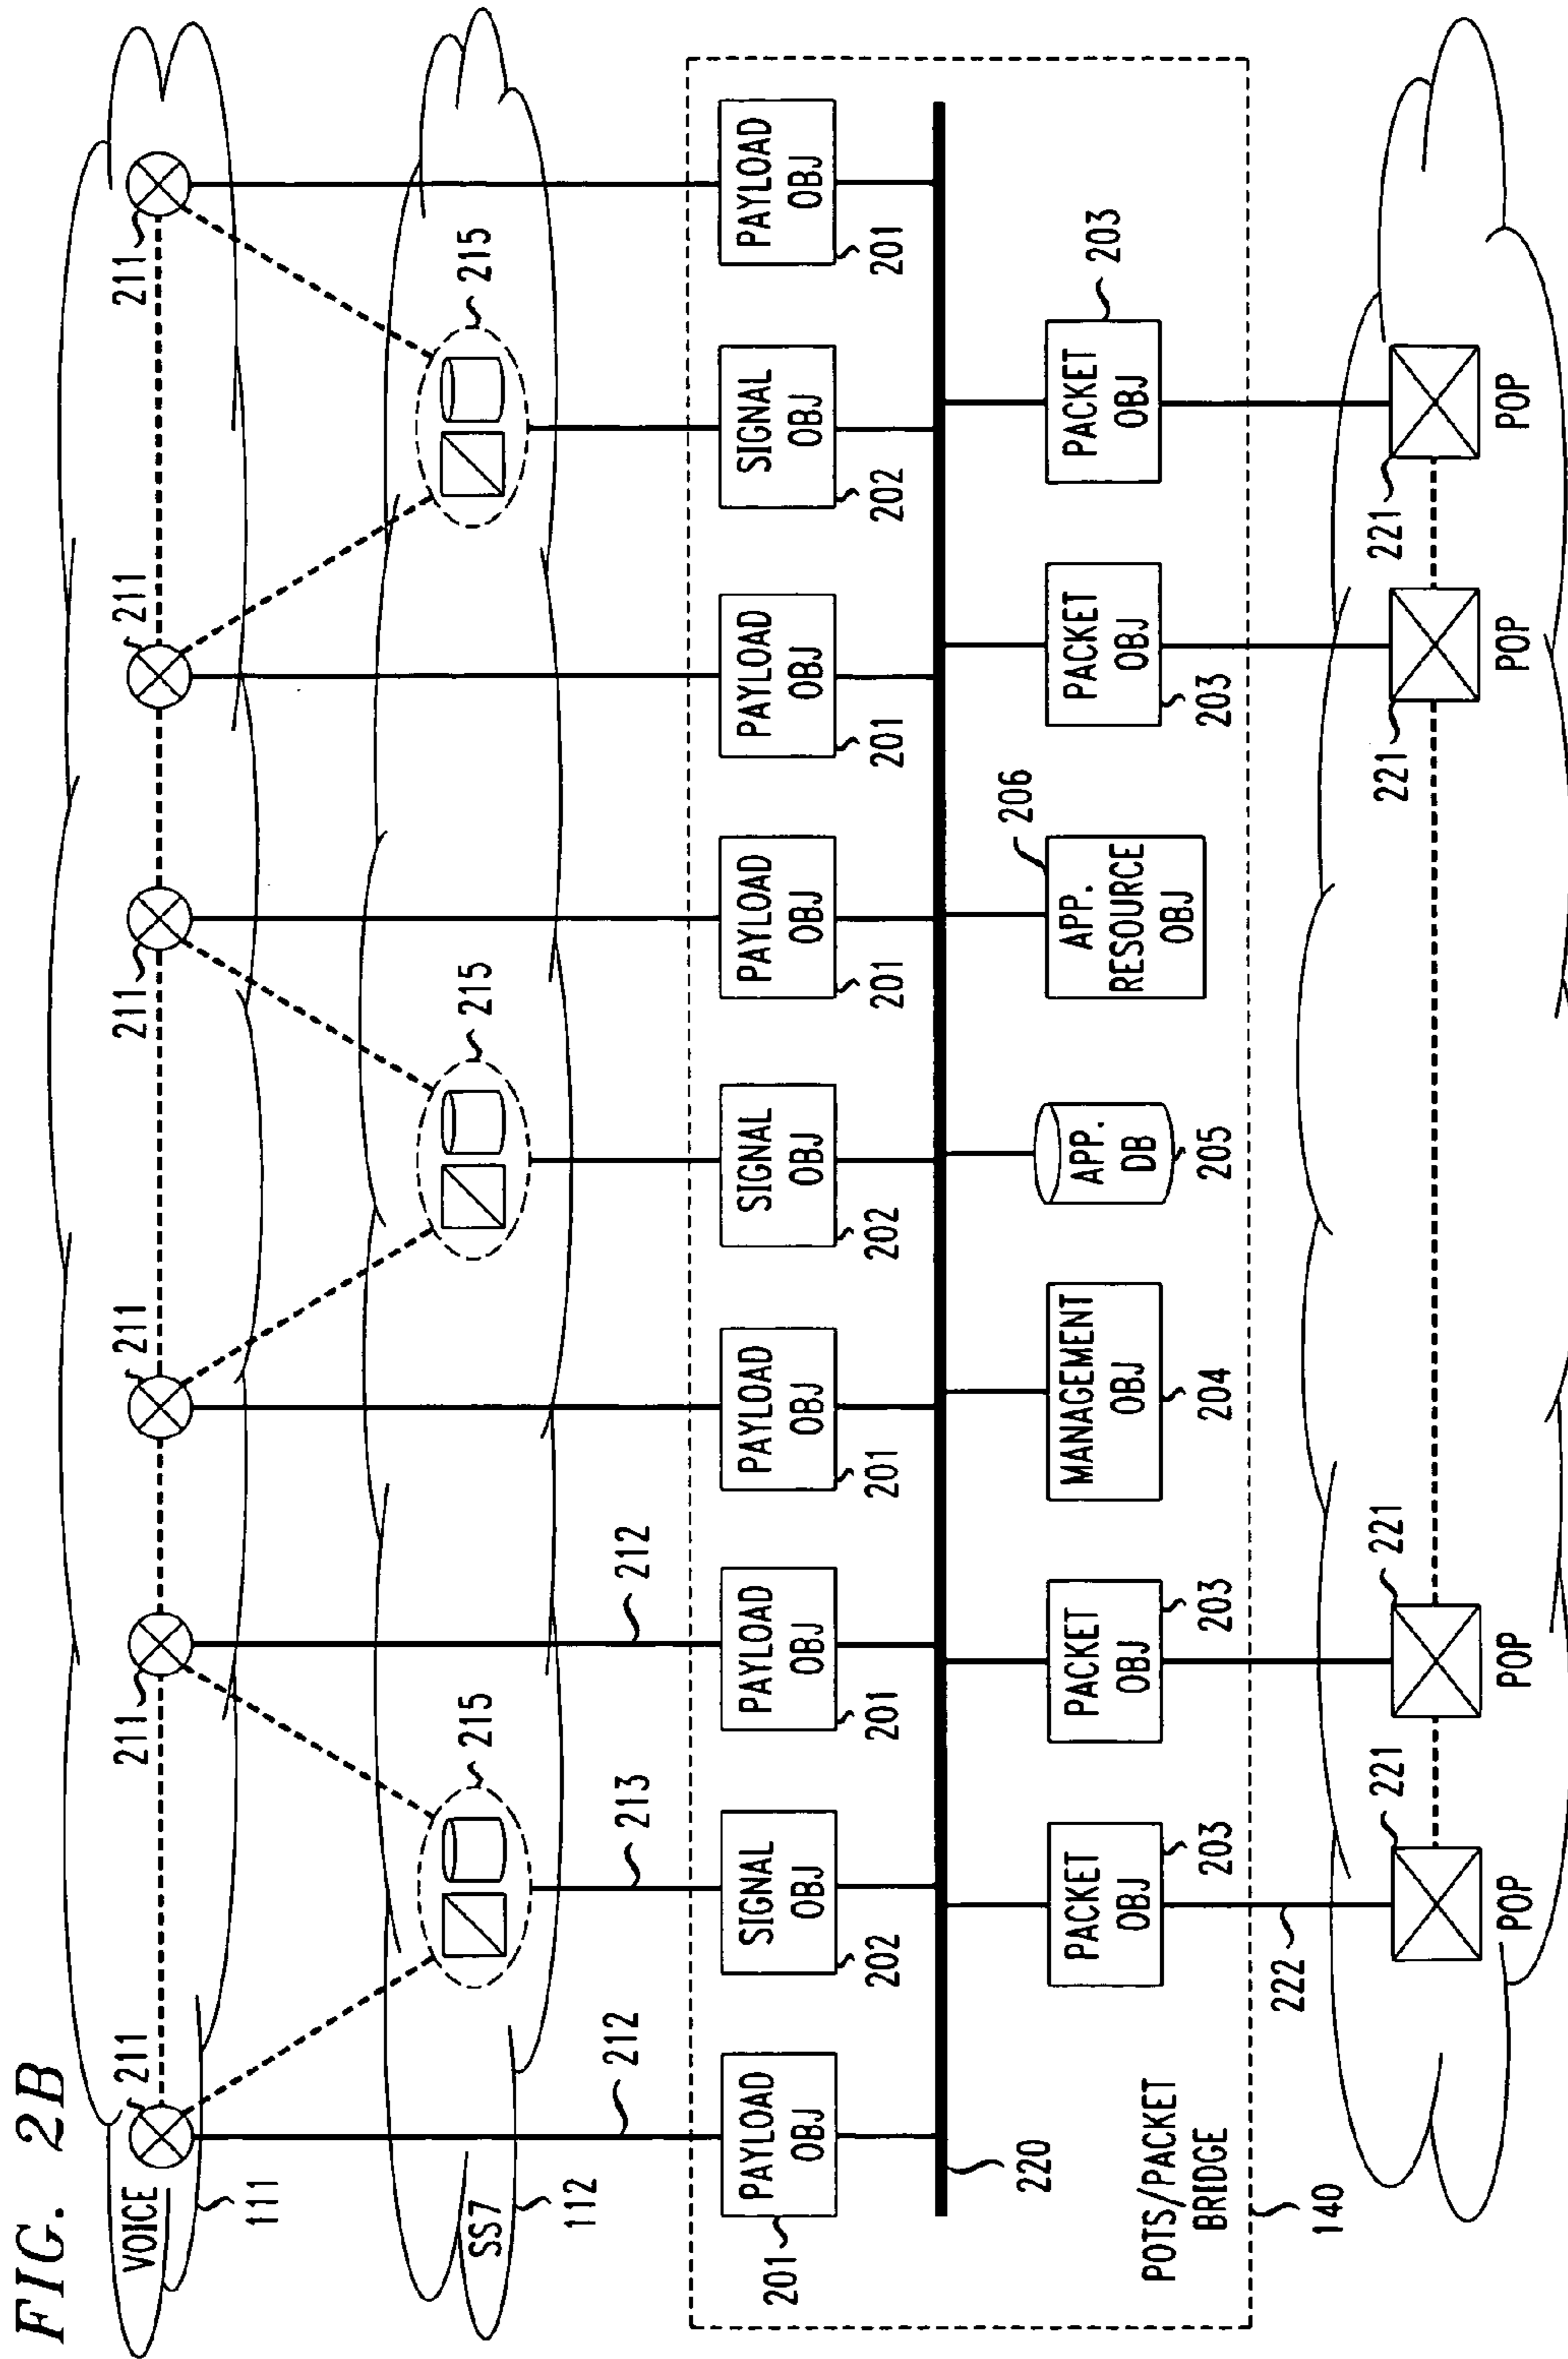 FIG. 2B
VOICE
111
211
211
211
211
211
211
SS7
112
215
215
215
212
213
212
PAYLOAD
OBJ
201
SIGNAL
OBJ
202
PAYLOAD
OBJ
201
PAYLOAD
OBJ
201
SIGNAL
OBJ
202
PAYLOAD
OBJ
201
PAYLOAD
OBJ
201
SIGNAL
OBJ
202
PAYLOAD
OBJ
201
220
PACKET
OBJ
203
PACKET
OBJ
203
MANAGEMENT
OBJ
204
APP.
DB
205
APP.
RESOURCE
OBJ
206
PACKET
OBJ
203
PACKET
OBJ
203
POTS/PACKET
BRIDGE
140
222
221
221
221
221
POP
POP
POP
POP